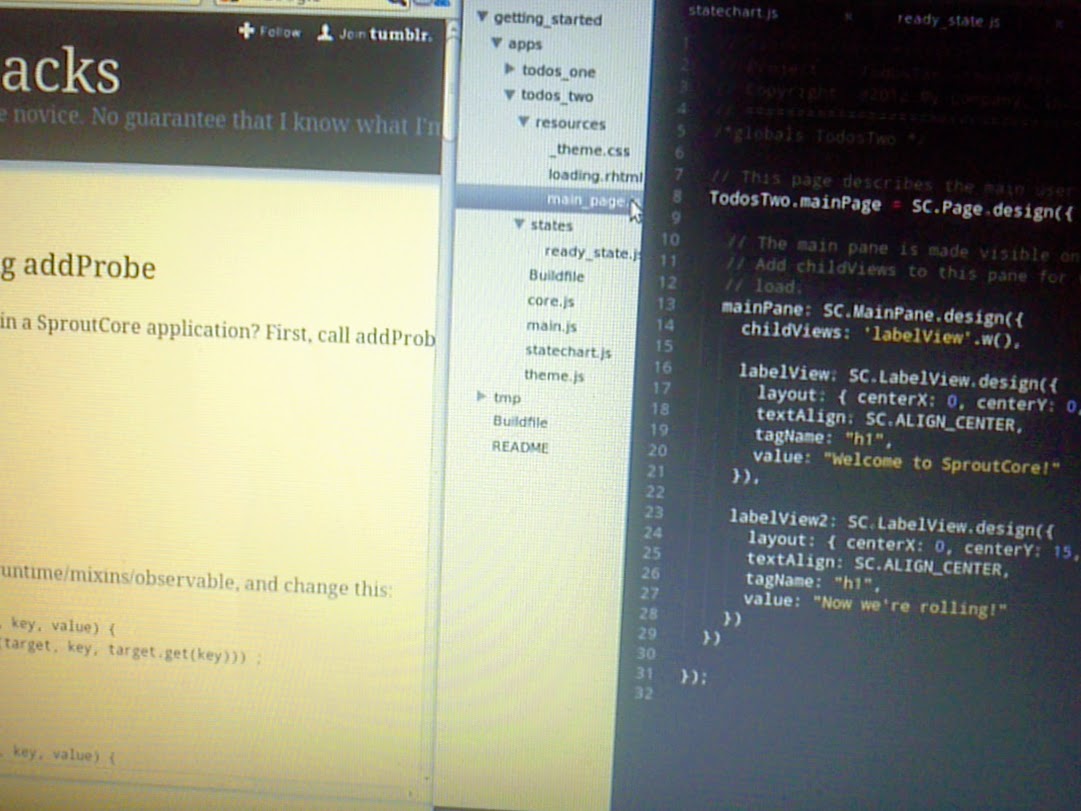 Follow Join tumblr.
acks
e novice. No guarantee that I know what I'm
g addProbe
in a SproutCore application? First, call addProb
untime/mixins/observable, and change this:
, key, value) {
(target, key, target.get(key))) ;
, key, value) {
getting_started
apps
todos_one
todos_two
resources
_theme.css
loading.rhtml
main_page.
states
ready_state.js
Buildfile
core.js
main.js
statechart.js
theme.js
tmp
Buildfile
README
statechart.js ready_state.js
1
2 // Project
3 // Copyright
4 // ====
5 /*globals TodosTwo *
6
7 // This page describes the main user
8 TodosTwo.mainPage = SC.Page.design({
9
10 // The main pane is made visible on
11 // Add childViews to this pane for
12 // load.
13 mainPane: SC.MainPane.design({
14 childViews: 'labelView'.w(),
15
16 labelView: SC.LabelView.design({
17 layout: { centerX: 0, centerY: 0,
18 textAlign: SC.ALIGN_CENTER,
19 tagName: "h1",
20 value: "Welcome to SproutCore!"
21 }),
22
23 labelView2: SC.LabelView.design({
24 layout: { centerX: 0, centerY: 15,
25 textAlign: SC.ALIGN_CENTER,
26 tagName: "h1",
27 value: "Now we're rolling!"
28 })
29 })
30
31 });
32